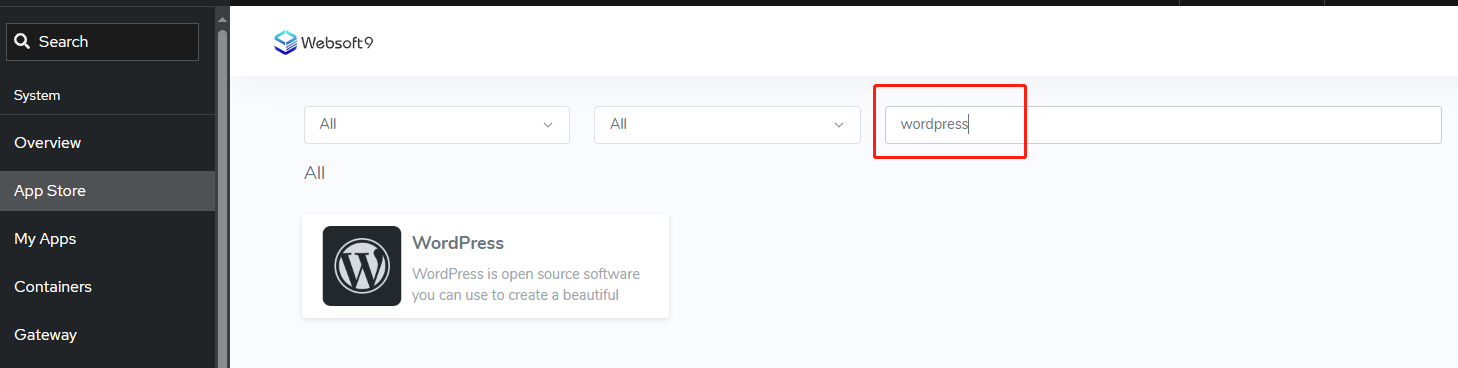 Search
System
Overview
App Store
My Apps
Containers
Gateway
Websoft9
All
All
wordpress
All
WordPress
WordPress is open source software
you can use to create a beautiful